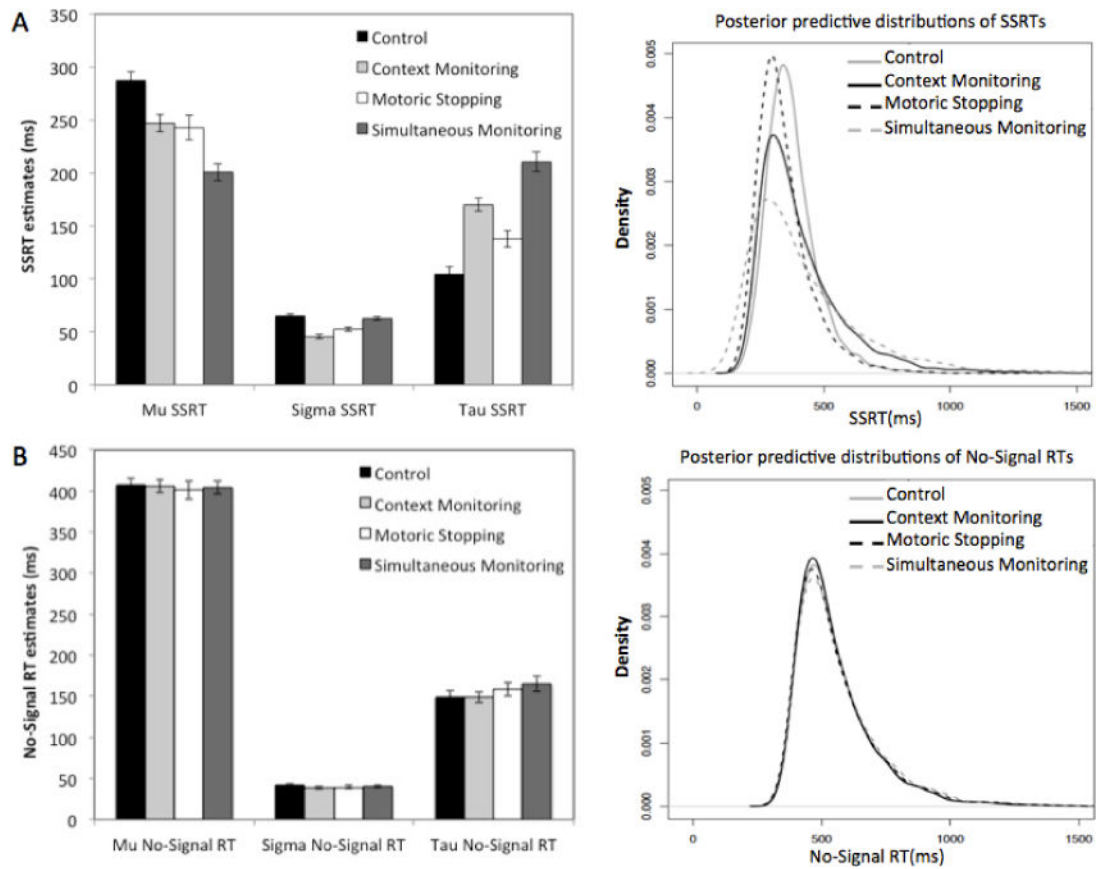 A
350
300
250
200
150
100
50
0
SSRT estimates (ms)
Control
Context Monitoring
Motoric Stopping
Simultaneous Monitoring
Mu SSRT
Sigma SSRT
Tau SSRT
Posterior predictive distributions of SSRTs
0.005
0.004
0.003
0.002
0.001
0.000
Density
Control
Context Monitoring
Motoric Stopping
Simultaneous Monitoring
0
500
1000
1500
SSRT(ms)
B
450
400
350
300
250
200
150
100
50
0
No-Signal RT estimates (ms)
Control
Context Monitoring
Motoric Stopping
Simultaneous Monitoring
Mu No-Signal RT
Sigma No-Signal RT
Tau No-Signal RT
Posterior predictive distributions of No-Signal RTs
0.005
0.004
0.003
0.002
0.001
0.000
Density
Control
Context Monitoring
Motoric Stopping
Simultaneous Monitoring
0
500
1000
1500
No-Signal RT(ms)